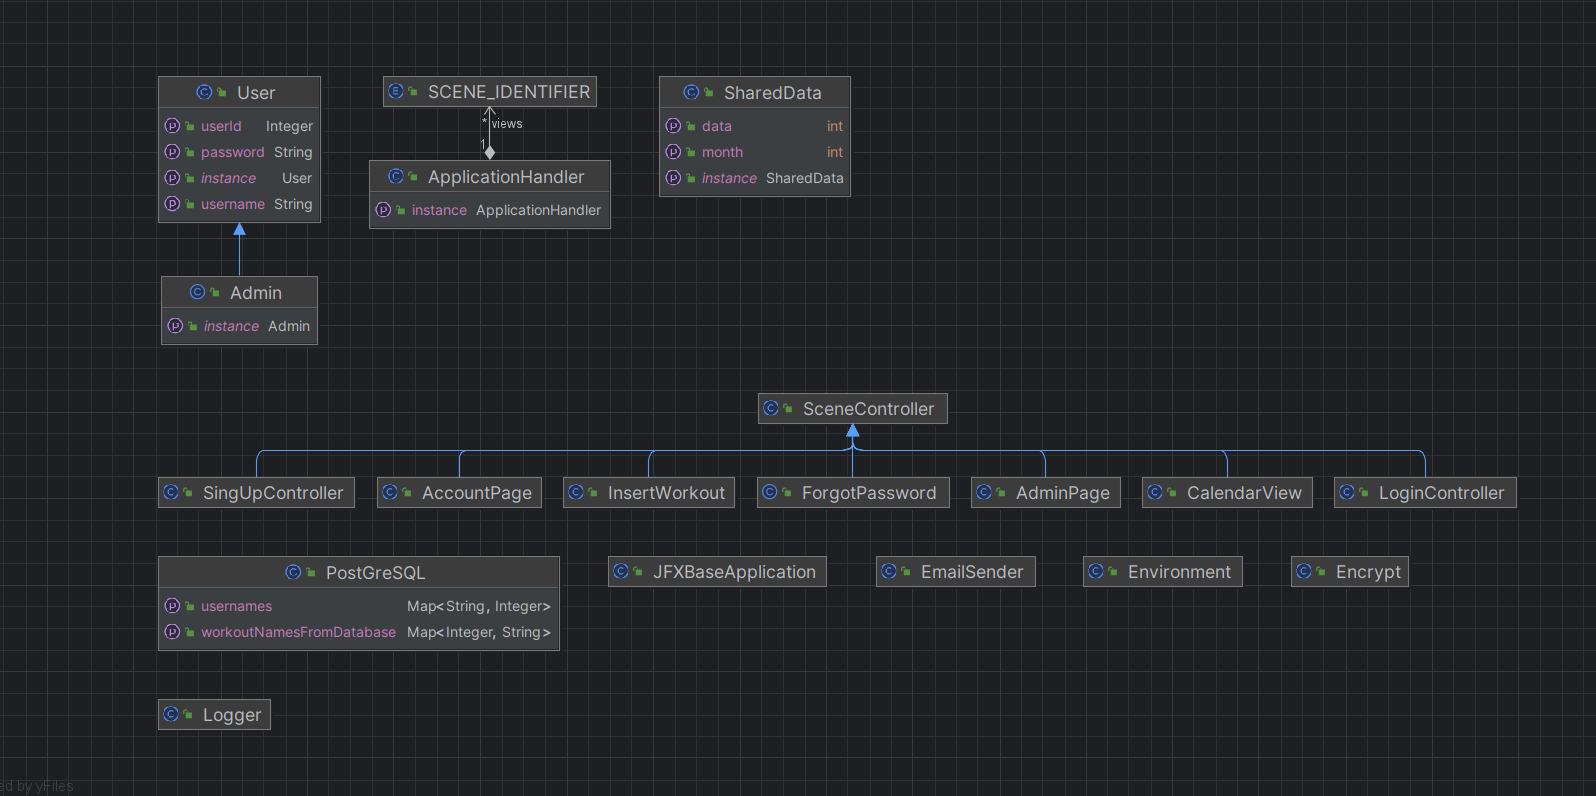 User
userId Integer
password String
instance User
username String
SCENE_IDENTIFIER
* views
1
ApplicationHandler
instance ApplicationHandler
SharedData
data int
month int
instance SharedData
Admin
instance Admin
SceneController
SingUpController
AccountPage
InsertWorkout
ForgotPassword
AdminPage
CalendarView
LoginController
PostGreSQL
usernames Map<String, Integer>
workoutNamesFromDatabase Map<Integer, String>
JFXBaseApplication
EmailSender
Environment
Encrypt
Logger
ed by yFiles